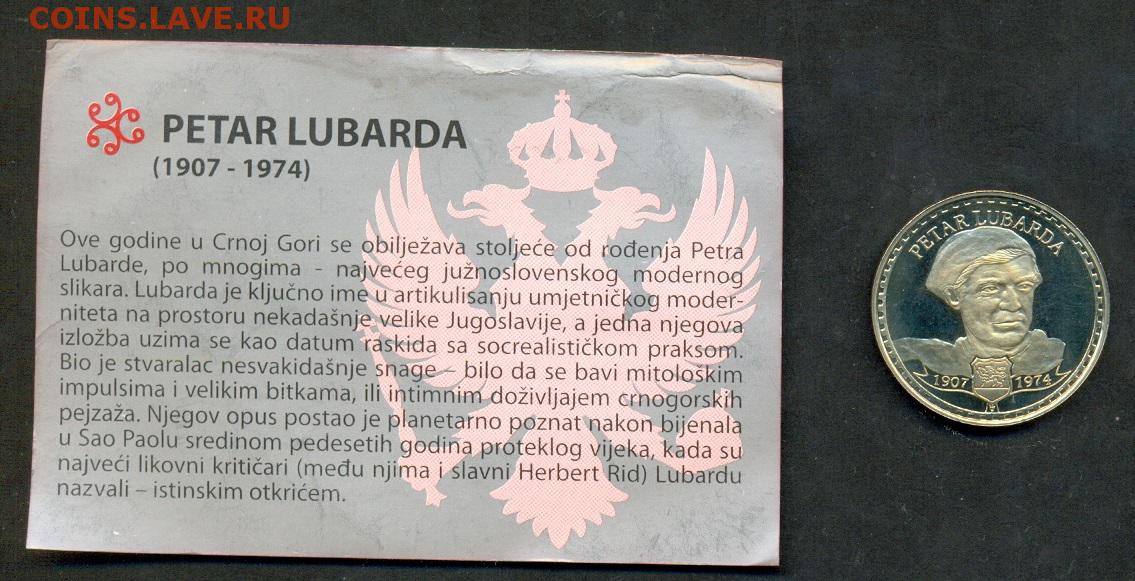 COINS.LAVE.RU
PETAR LUBARDA
(1907 - 1974)
Ove godine u Crnoj Gori se obilježava stoljeće od rođenja Petra
Lubarde, po mnogima - najvećeg južnoslovenskog modernog
slikara. Lubarda je ključno ime u artikulisanju umjetničkog moder-
niteta na prostoru nekadašnje velike Jugoslavije, a jedna njegova
izložba uzima se kao datum raskida sa socrealističkom praksom.
Bio je stvaralac nesvakidašnje snage – bilo da se bavi mitološkim
impulsima i velikim bitkama, ili intimnim doživljajem crnogorskih
pejzaža. Njegov opus postao je planetarno poznat nakon bijenala
u Sao Paolu sredinom pedesetih godina proteklog vijeka, kada su
najveći likovni kritičari (među njima i slavni Herbert Rid) Lubardu
nazvali – istinskim otkrićem.
PETAR LUBARDA
1907 1974